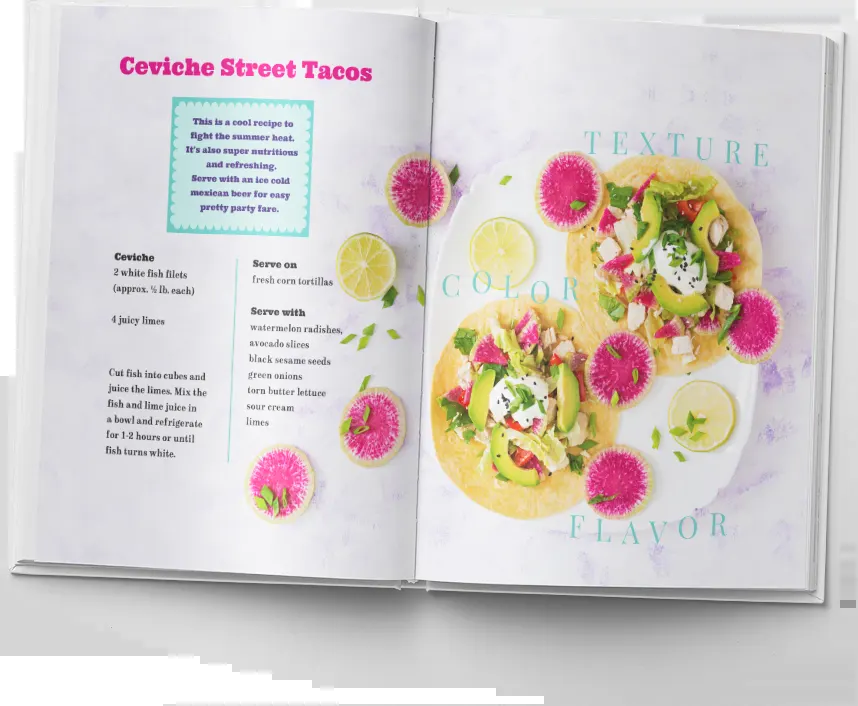 Ceviche Street Tacos
This is a cool recipe to
fight the summer heat.
It's also super nutritious
and refreshing.
Serve with an ice cold
mexican beer for easy
pretty party fare.
Ceviche
2 white fish filets
(approx. ½ lb. each)
4 juicy limes
Cut fish into cubes and
juice the limes. Mix the
fish and lime juice in
a bowl and refrigerate
for 1-2 hours or until
fish turns white.
Serve on
fresh corn tortillas
Serve with
watermelon radishes,
avocado slices
black sesame seeds
green onions
torn butter lettuce
sour cream
limes
TEXTURE
COLOR
FLAVOR